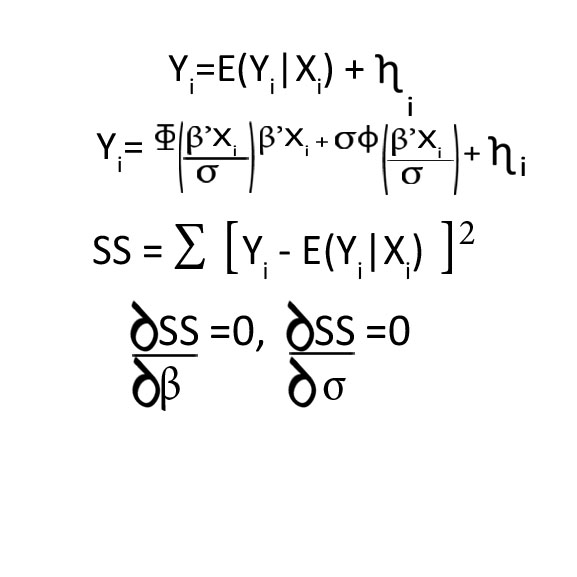 Yᵢ=E(Yᵢ|Xᵢ) + ηᵢ
Yᵢ= Φ(β’Xᵢ/σ)β’Xᵢ + σϕ(β’Xᵢ/σ) + ηᵢ
SS = ∑ [Yᵢ - E(Yᵢ|Xᵢ) ]²
∂SS/∂β =0, ∂SS/∂σ =0